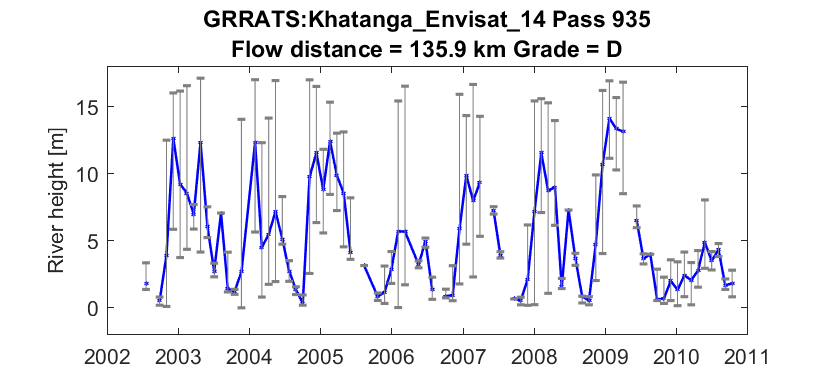 GRRATS:Khatanga_Envisat_14 Pass 935
Flow distance = 135.9 km Grade = D
River height [m]
15
10
5
0
2002 2003 2004 2005 2006 2007 2008 2009 2010 2011